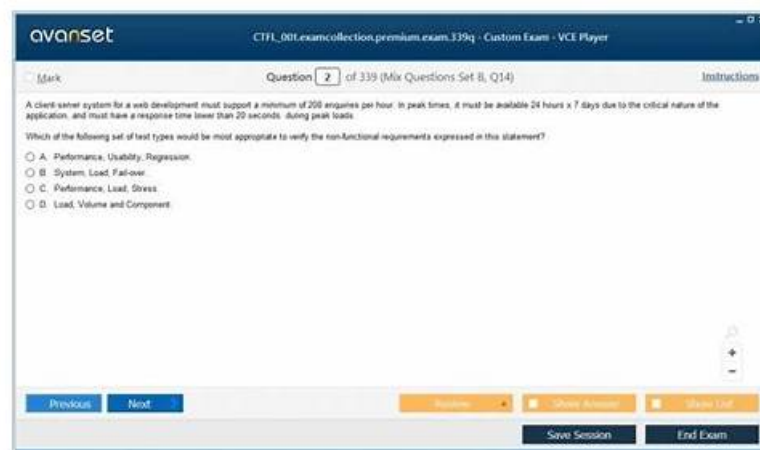 avanset
CTFL_001.examcollection.premium.exam.339q - Custom Exam - VCE Player
Mark
Question 2 of 339 (Mix Questions Set B, Q14)
Instructions
A client-server system for a web development must support a minimum of 200 enquiries per hour. In peak times, it must be available 24 hours x 7 days due to the critical nature of the
application, and must have a response time lower than 20 seconds during peak loads.
Which of the following set of test types would be most appropriate to verify the non-functional requirements expressed in this statement?
A. Performance, Usability, Regression.
B. System, Load, Fail-over.
C. Performance, Load, Stress.
D. Load, Volume and Component.
+
-
Previous
Next
Review
Show Answer
Show List
Save Session
End Exam